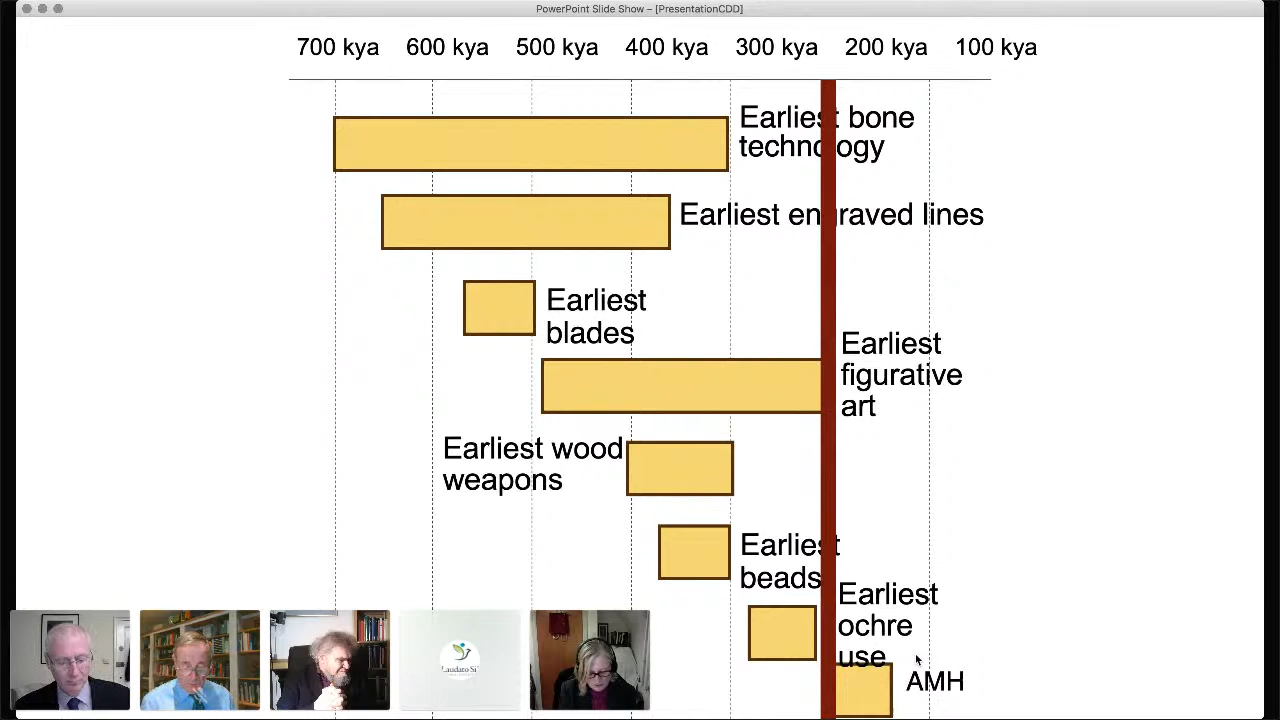 PowerPoint Slide Show – [PresentationCDD]
700 kya 600 kya 500 kya 400 kya 300 kya 200 kya 100 kya
Earliest bone
technology
Earliest engraved lines
Earliest
blades
Earliest
figurative
art
Earliest wood
weapons
Earliest
beads
Earliest
ochre
use
AMH
Laudato Si'